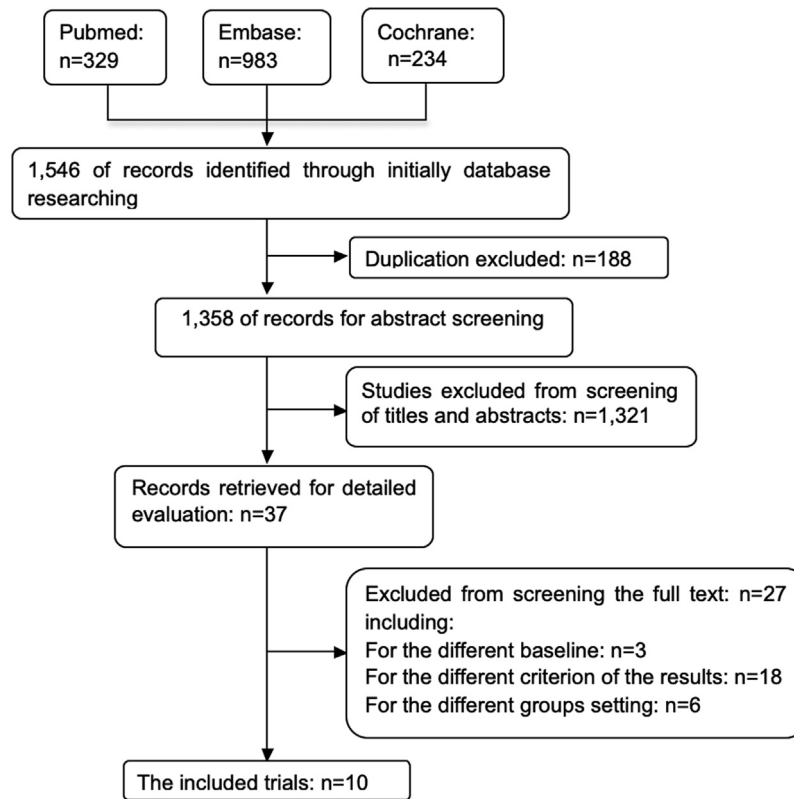 Pubmed:
n=329
Embase:
n=983
Cochrane:
n=234
1,546 of records identified through initially database
researching
Duplication excluded: n=188
1,358 of records for abstract screening
Studies excluded from screening
of titles and abstracts: n=1,321
Records retrieved for detailed
evaluation: n=37
Excluded from screening the full text: n=27
including:
For the different baseline: n=3
For the different criterion of the results: n=18
For the different groups setting: n=6
The included trials: n=10